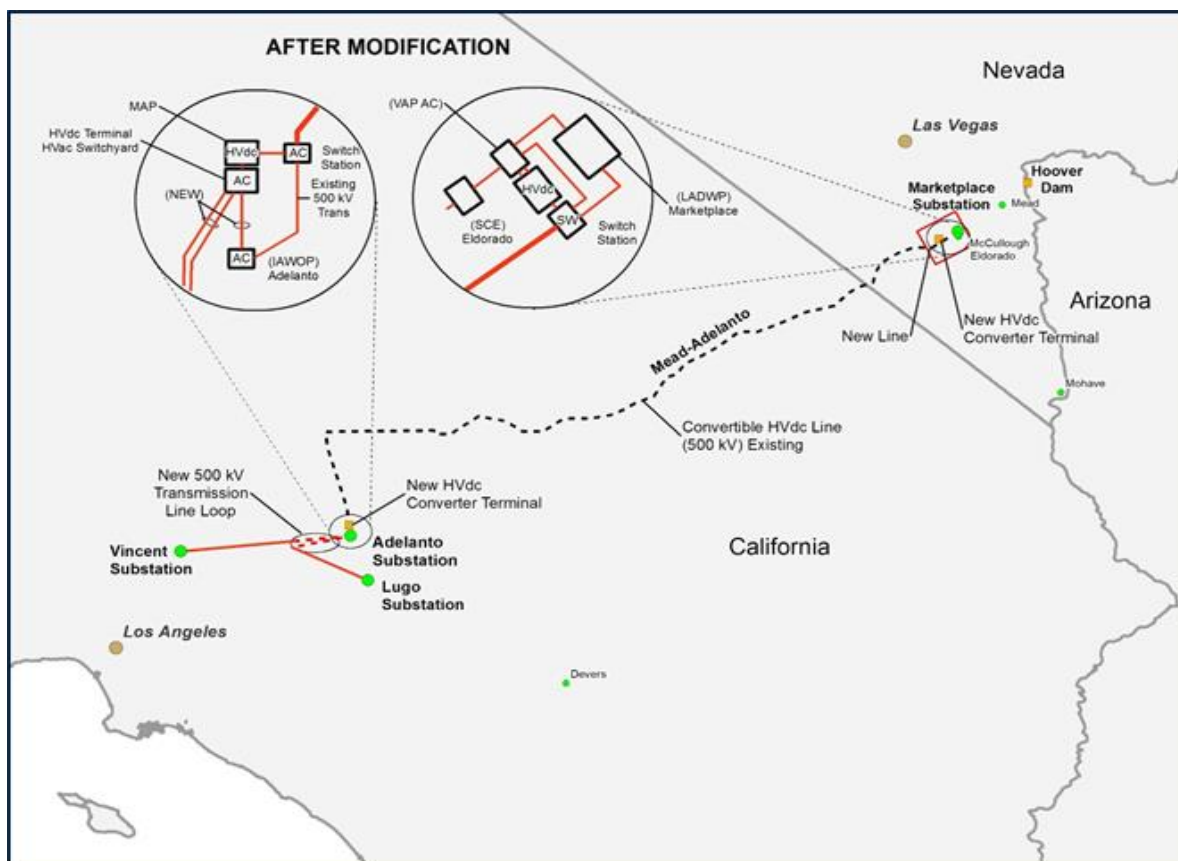 AFTER MODIFICATION
MAP
HVdc Terminal
HVac Switchyard
HVdc
AC
AC
Switch
Station
(NEW)
Existing
500 kV
Trans
AC
(IAWOP)
Adelanto
(VAP AC)
HVdc
SW
(SCE)
Eldorado
(LADWP)
Marketplace
Switch
Station
Nevada
Las Vegas
Hoover
Dam
Marketplace
Substation
Mead
McCullough
Eldorado
Arizona
New Line
New HVdc
Converter Terminal
Mohave
Mead-Adelanto
Convertible HVdc Line
(500 kV) Existing
New 500 kV
Transmission
Line Loop
New HVdc
Converter Terminal
Vincent
Substation
Adelanto
Substation
Lugo
Substation
California
Los Angeles
Devers